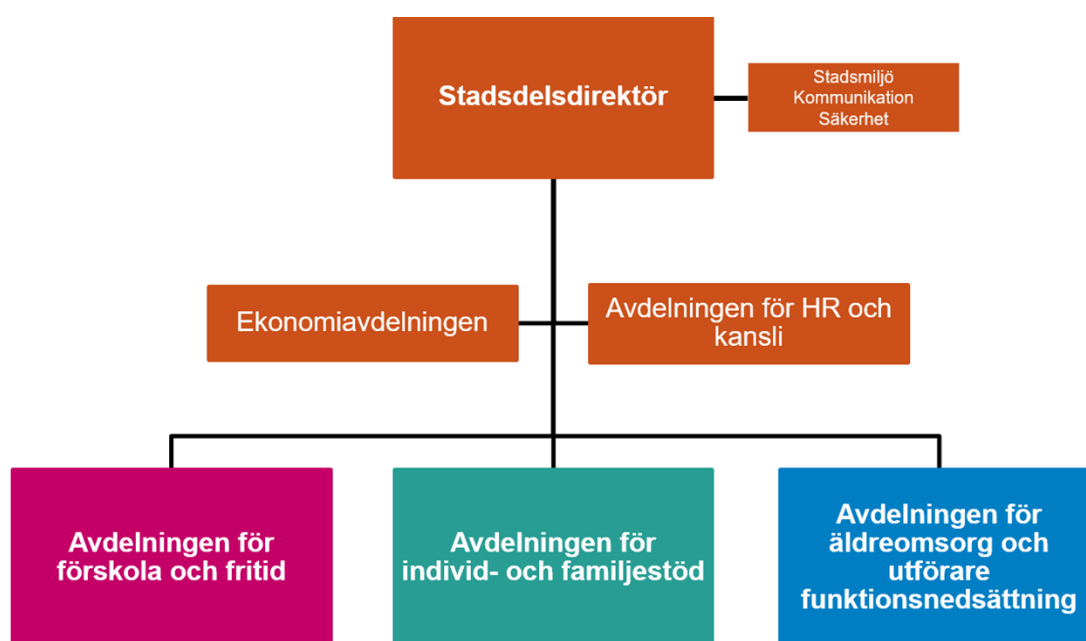 Stadsdelsdirektör
Stadsmiljö
Kommunikation
Säkerhet
Ekonomiavdelningen
Avdelningen för HR och
kansli
Avdelningen för
förskola och fritid
Avdelningen för
individ- och familjestöd
Avdelningen för
äldreomsorg och
utförare
funktionsnedsättning